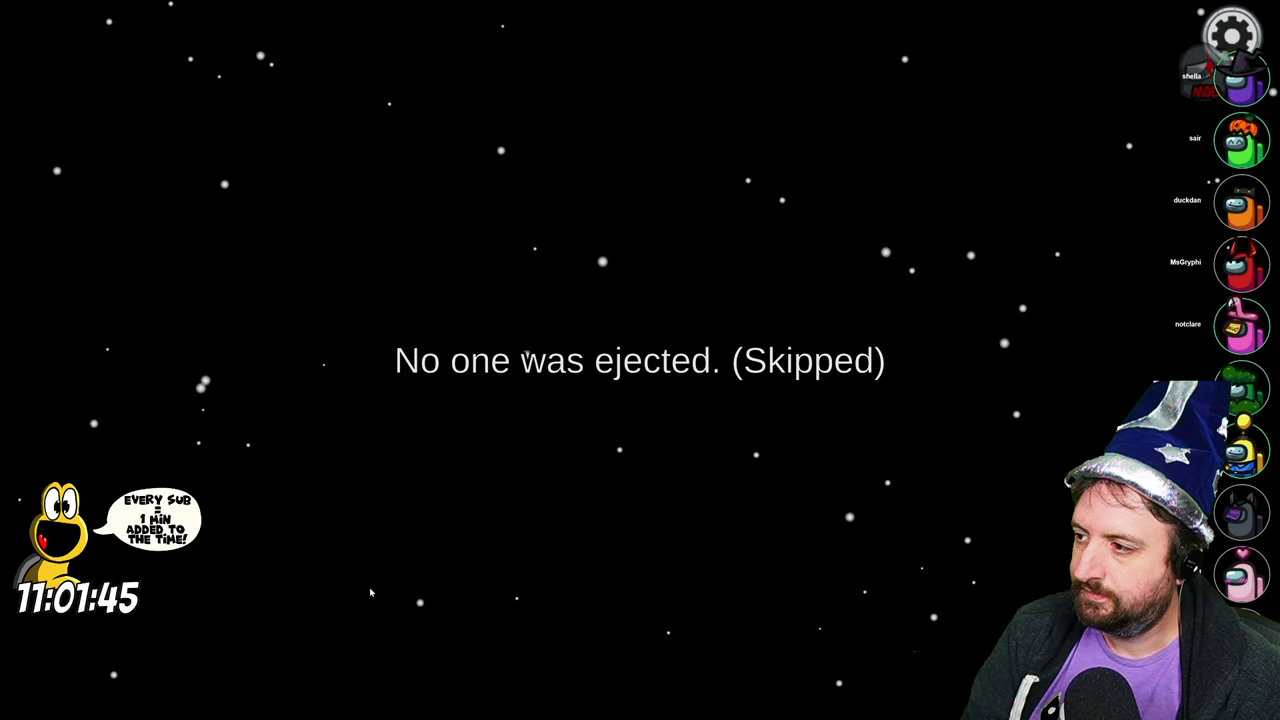 shella
MOD
sair
duckdan
MsGryphi
notclare
No one was ejected. (Skipped)
EVERY SUB
=
1 MIN
ADDED TO
THE TIME!
11:01:45